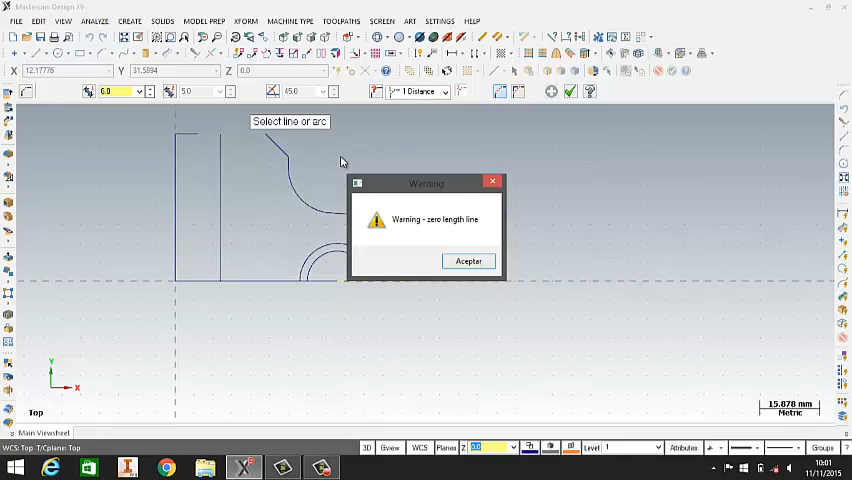 Mastercam Design X9
FILE EDIT VIEW ANALYZE CREATE SOLIDS MODEL PREP XFORM MACHINE TYPE TOOLPATHS SCREEN ART SETTINGS HELP
X 12.17776 Y 31.5894 Z 0.0
6.0 5.0 45.0 1 Distance
Select line or arc
Warning
Warning - zero length line
Aceptar
Y
X
Top
15.878 mm
Metric
Main Viewsheet
WCS: Top T/Cplane: Top
3D Gview WCS Planes Z 0.0 Level 1 Attributes Groups
10:01
11/11/2015